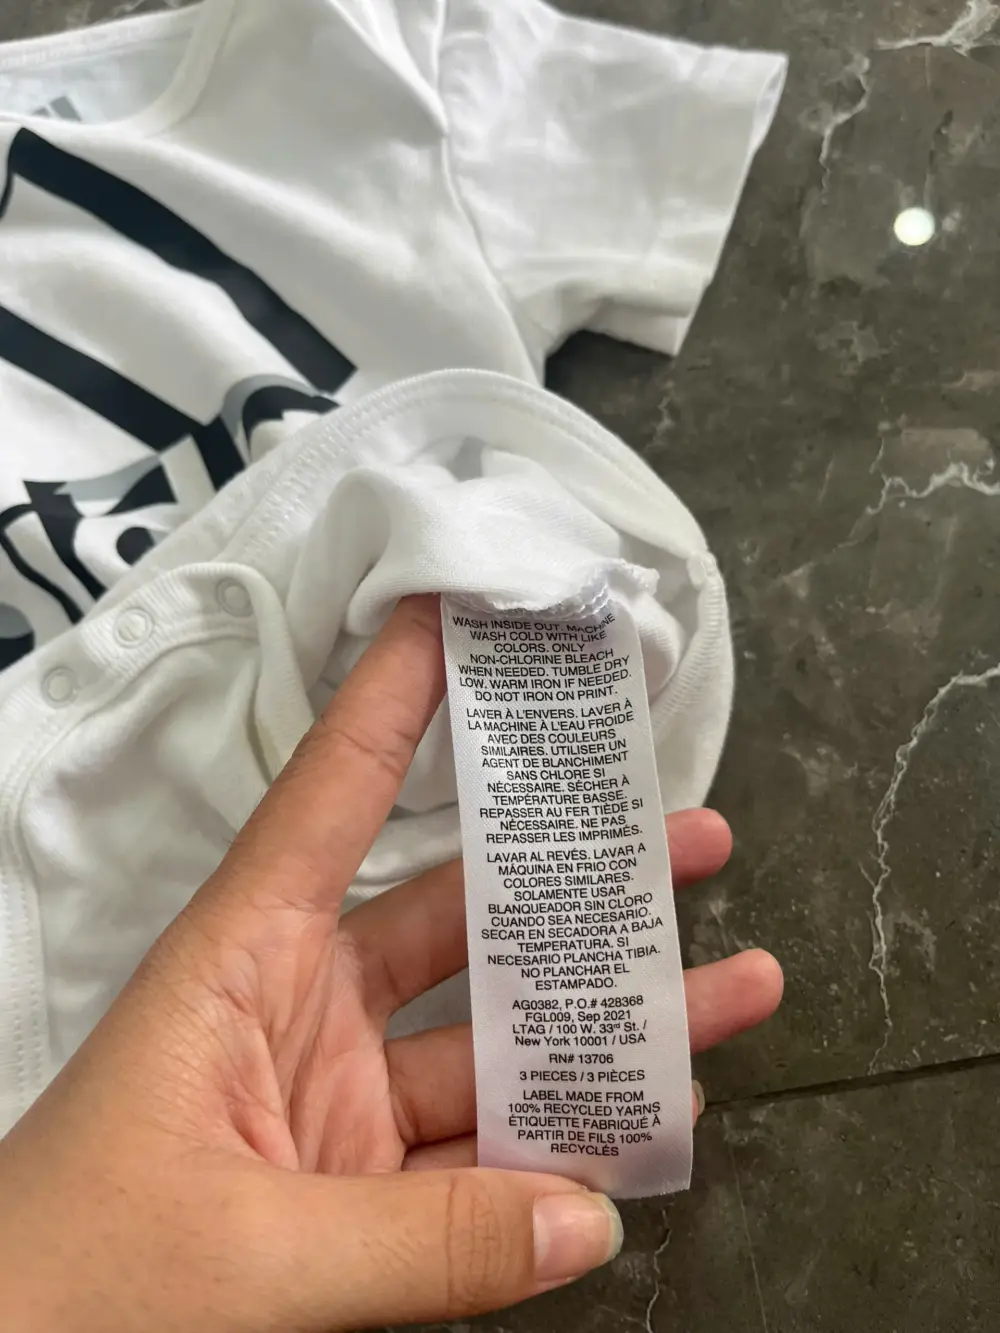 WASH INSIDE OUT. MACHINE
WASH COLD WITH LIKE
COLORS. ONLY
NON-CHLORINE BLEACH
WHEN NEEDED. TUMBLE DRY
LOW. WARM IRON IF NEEDED.
DO NOT IRON ON PRINT.
LAVER À L'ENVERS. LAVER À
LA MACHINE À L'EAU FROIDE
AVEC DES COULEURS
SIMILAIRES. UTILISER UN
AGENT DE BLANCHIMENT
SANS CHLORE SI
NÉCESSAIRE. SÉCHER À
TEMPÉRATURE BASSE.
REPASSER AU FER TIÈDE SI
NÉCESSAIRE. NE PAS
REPASSER LES IMPRIMÉS.
LAVAR AL REVÉS. LAVAR A
MÁQUINA EN FRIO CON
COLORES SIMILARES.
SOLAMENTE USAR
BLANQUEADOR SIN CLORO
CUANDO SEA NECESARIO.
SECAR EN SECADORA A BAJA
TEMPERATURA. SI
NECESARIO PLANCHA TIBIA.
NO PLANCHAR EL
ESTAMPADO.
AG0382, P.O.# 428368
FGL009, Sep 2021
LTAG / 100 W. 33rd St. /
New York 10001 / USA
RN# 13706
3 PIECES / 3 PIÈCES
LABEL MADE FROM
100% RECYCLED YARNS
ÉTIQUETTE FABRIQUÉ À
PARTIR DE FILS 100%
RECYCLÉS